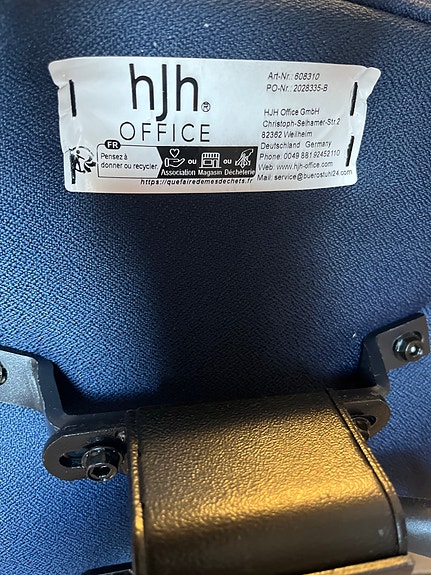 hjh®
OFFICE
Art-Nr.: 608310
PO-Nr.: 2028335-B
HJH Office GmbH
Christoph-Selhamer-Str.2
82362 Weilheim
Deutschland Germany
Phone: 0049 881 92452110
Web: www.hjh-office.com
Mail: service@buerostuhl24.com
FR
Pensez à
donner ou recycler.
ou ou
Association Magasin Déchèterie
https://quefairedemesdechets.fr